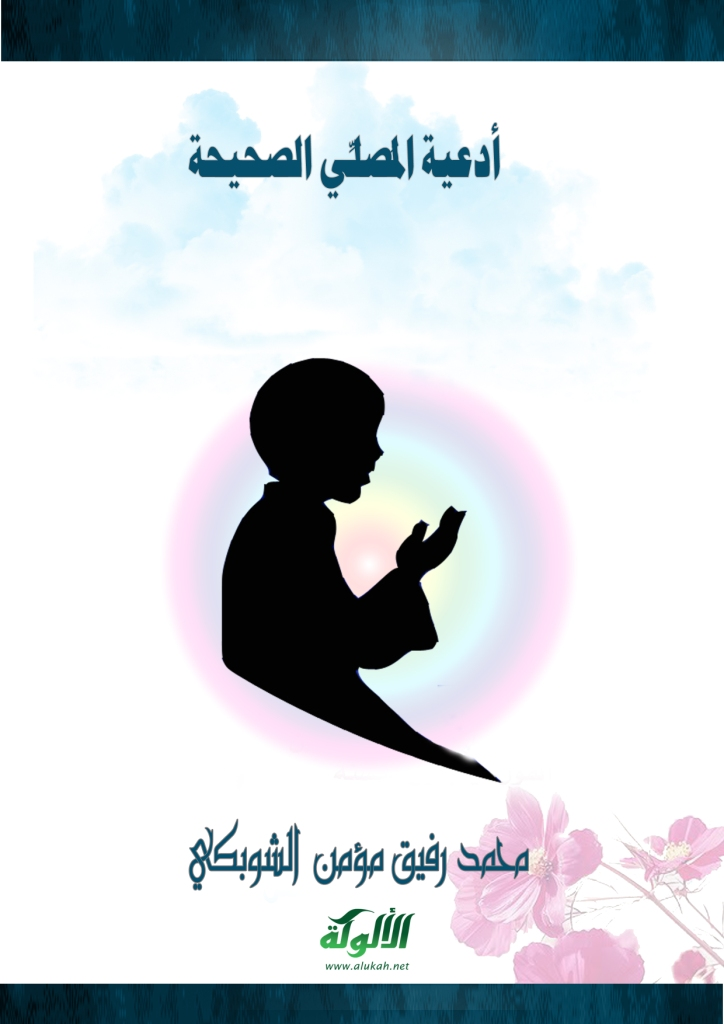 أدعية المصلِّي الصحيحة
محمد رفيق مؤمن الشوبكي
الألوكة
www.alukah.net